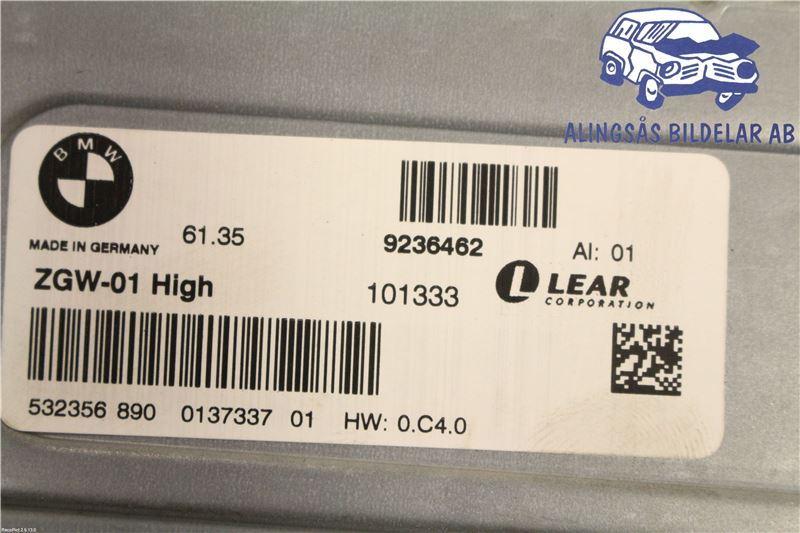 ALINGSÅS BILDELAR AB
BMW
61.35
9236462
AI: 01
MADE IN GERMANY
ZGW-01 High
101333
LEAR
CORPORATION
532356 890 0137337 01 HW: 0.C4.0